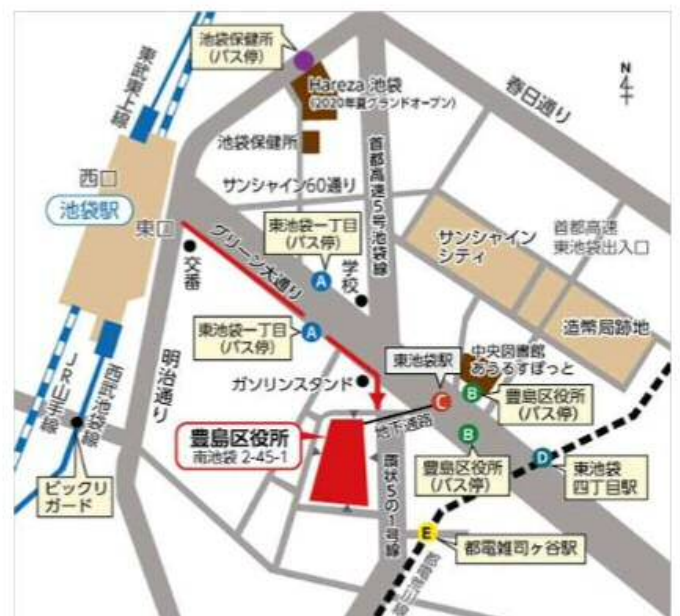 池袋保健所
(バス停)
東武東上線
Hareza 池袋
(2020年夏グランドオープン)
N
4
春日通り
池袋保健所
首都高速5号池袋線
西口
池袋駅
東口
サンシャイン60通り
東池袋一丁目
(バス停)
サンシャイン
シティ
首都高速
東池袋出入口
交番
グリーン大通り
A
学校
造幣局跡地
東池袋一丁目
(バス停)
A
明治通り
東池袋駅
中央図書館
あうるすぽっと
ガソリンスタンド
C
B
豊島区役所
(バス停)
JR山手線
西武池袋線
豊島区役所
南池袋 2-45-1
地下通路
B
豊島区役所
(バス停)
D
東池袋
四丁目駅
ビックリ
ガード
環状5の1号線
E
都電雑司ヶ谷駅